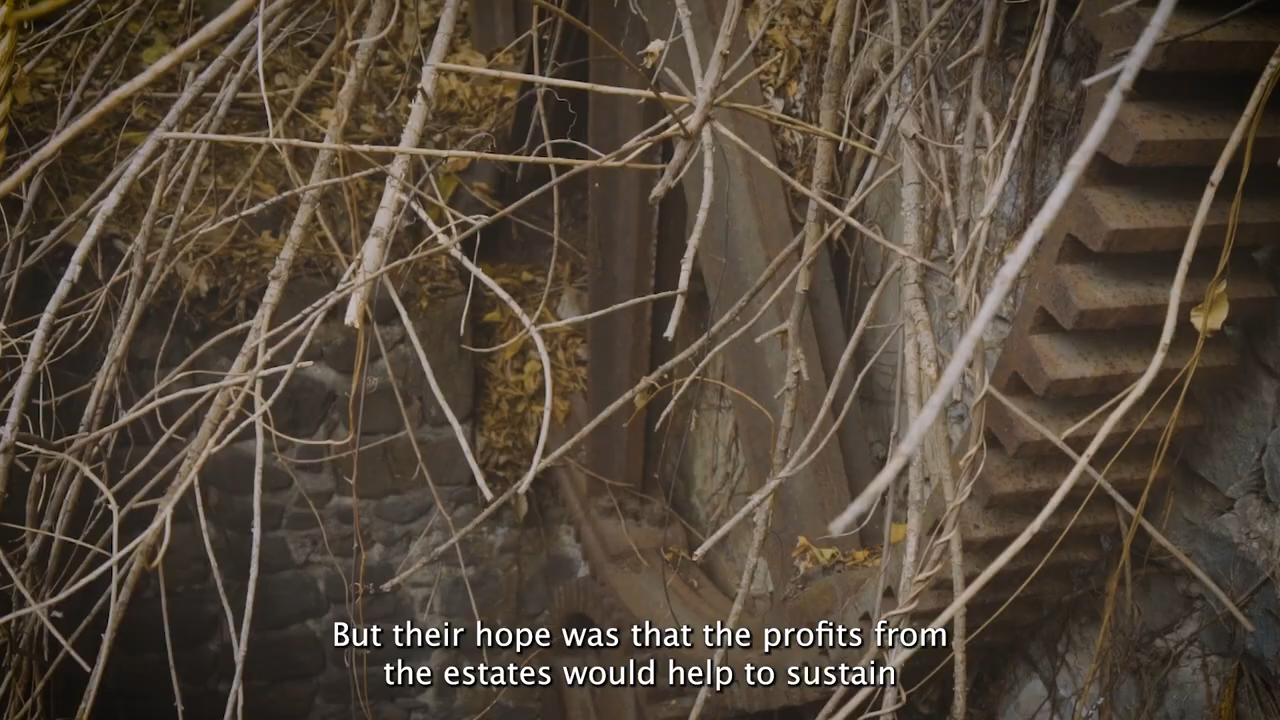 But their hope was that the profits from
the estates would help to sustain